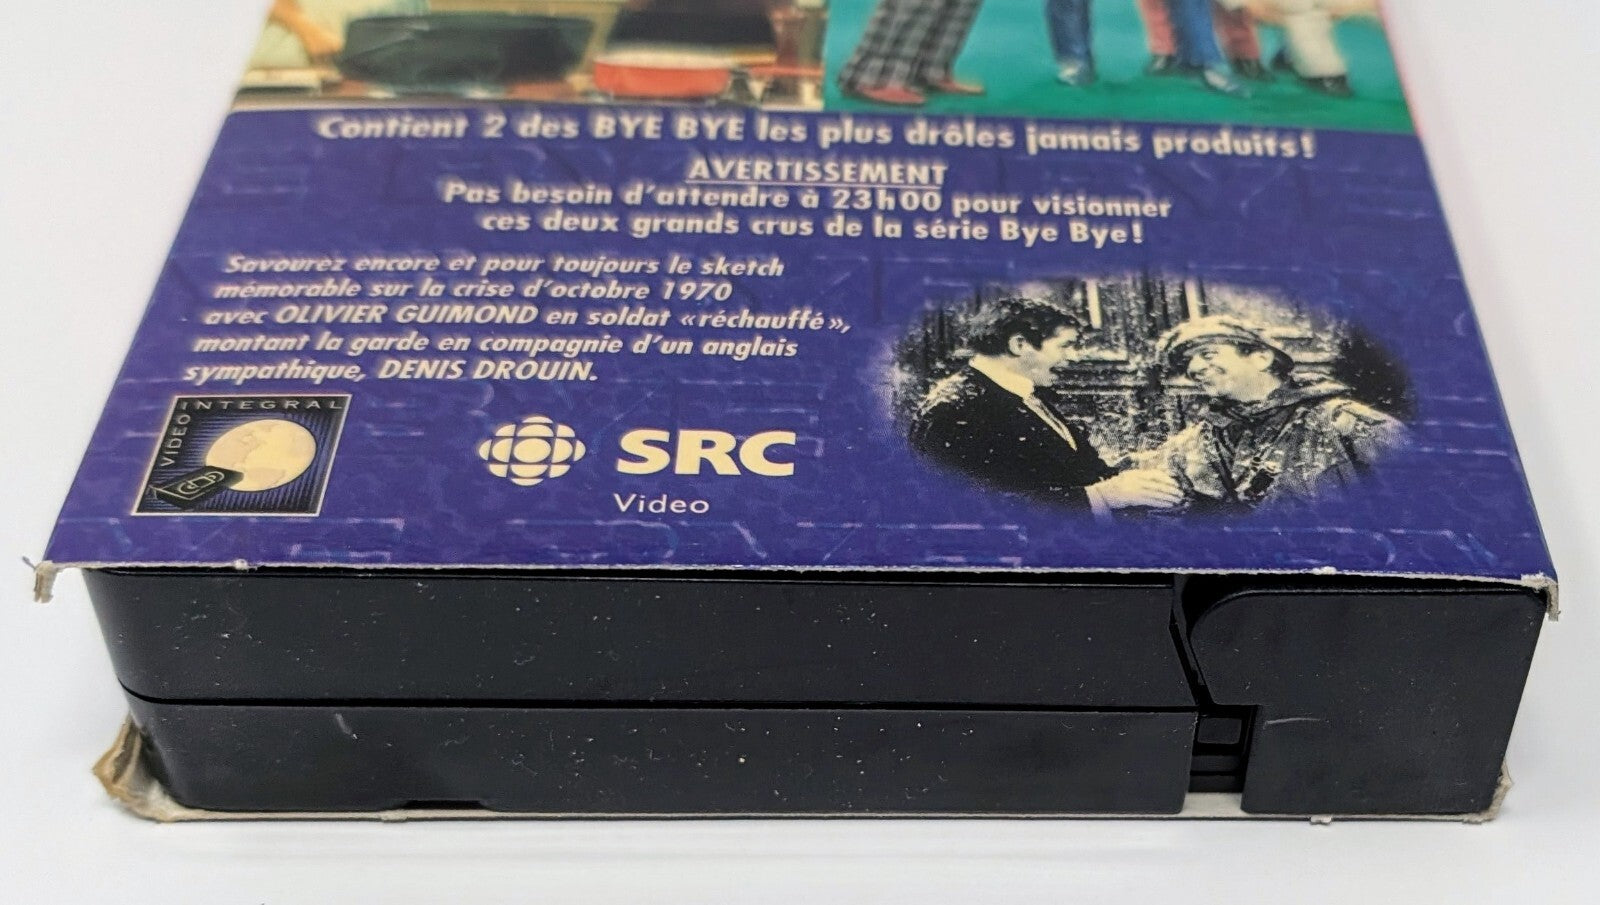 Contient 2 des BYE BYE les plus drôles jamais produits!
AVERTISSEMENT
Pas besoin d'attendre à 23h00 pour visionner
ces deux grands crus de la série Bye Bye!
Savourez encore et pour toujours le sketch
mémorable sur la crise d'octobre 1970
avec OLIVIER GUIMOND en soldat «réchauffé»,
montant la garde en compagnie d'un anglais
sympathique, DENIS DROUIN.
VIDEO INTEGRAL
SRC
Video